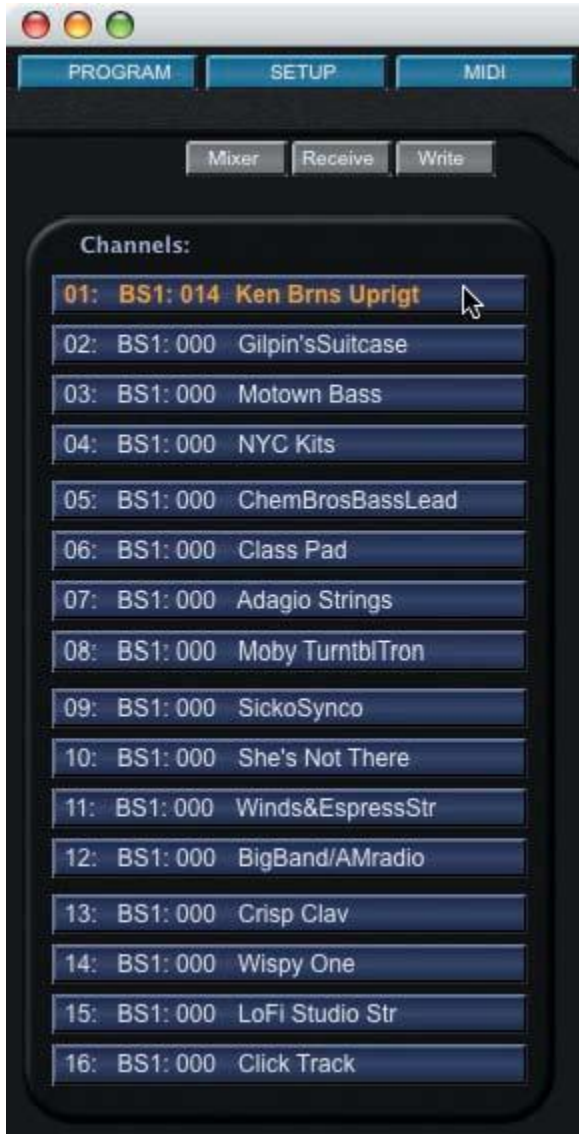 PROGRAM SETUP MIDI
Mixer Receive Write
Channels:
01: BS1: 014 Ken Brns Uprigt
02: BS1: 000 Gilpin'sSuitcase
03: BS1: 000 Motown Bass
04: BS1: 000 NYC Kits
05: BS1: 000 ChemBrosBassLead
06: BS1: 000 Class Pad
07: BS1: 000 Adagio Strings
08: BS1: 000 Moby TurntblTron
09: BS1: 000 SickoSynco
10: BS1: 000 She's Not There
11: BS1: 000 Winds&EspressStr
12: BS1: 000 BigBand/AMradio
13: BS1: 000 Crisp Clav
14: BS1: 000 Wispy One
15: BS1: 000 LoFi Studio Str
16: BS1: 000 Click Track